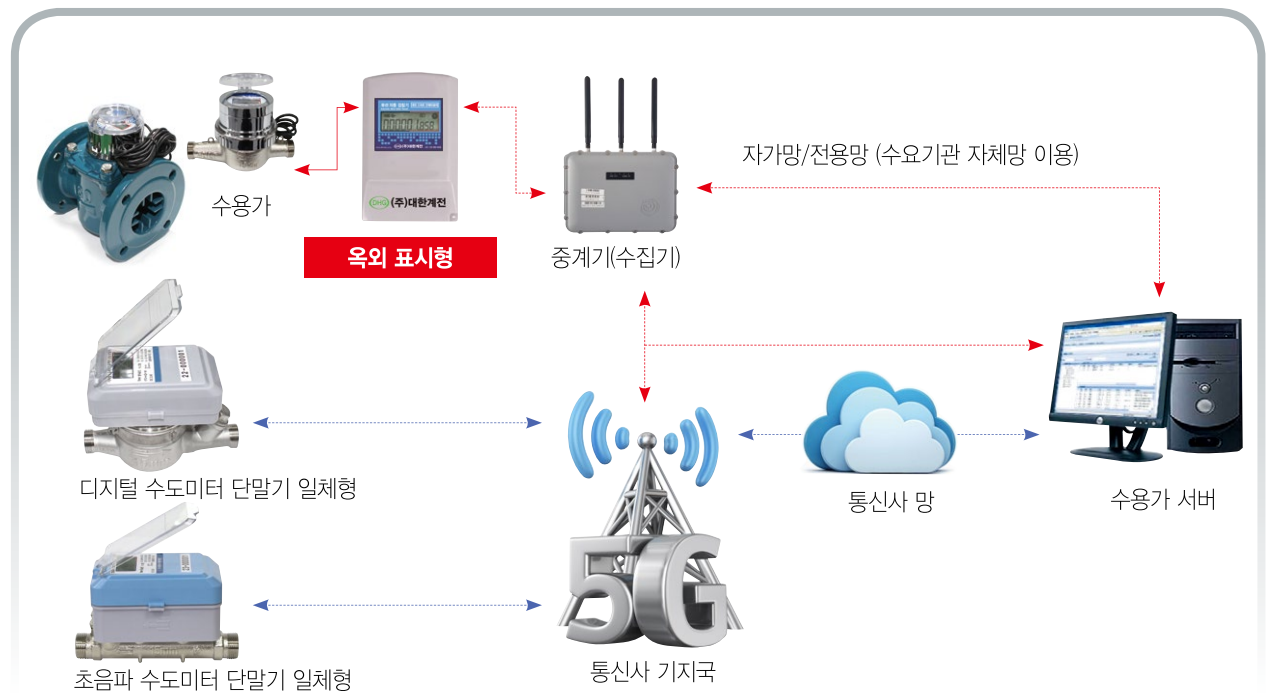 자가망/전용망 (수요기관 자체망 이용)
수용가
DHG (주)대한계전
옥외 표시형
중계기(수집기)
22-000001
디지털 수도미터 단말기 일체형
통신사 망
수용가 서버
5G
초음파 수도미터 단말기 일체형
통신사 기지국